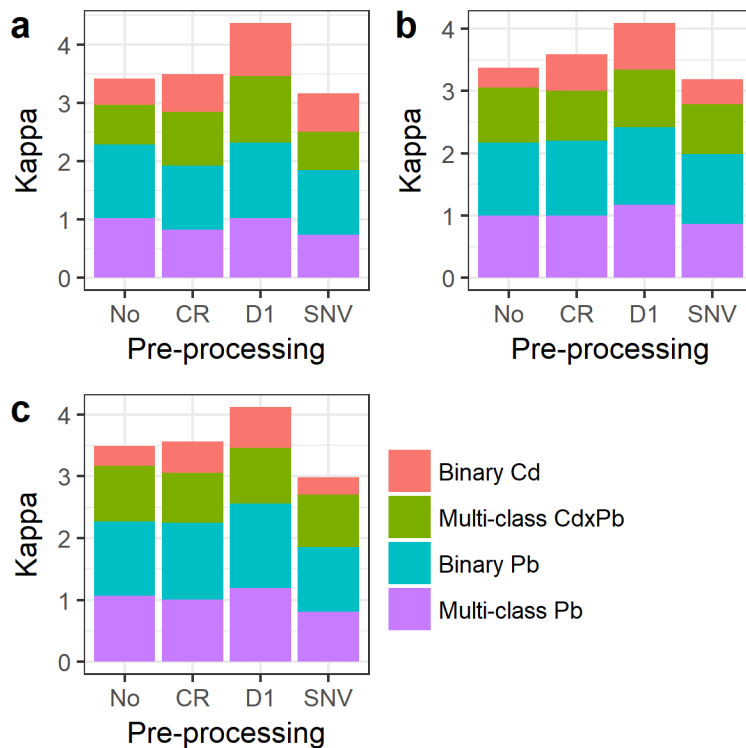 a
Kappa
4
3
2
1
0
No CR D1 SNV
Pre-processing
b
Kappa
4
3
2
1
0
No CR D1 SNV
Pre-processing
c
Kappa
4
3
2
1
0
No CR D1 SNV
Pre-processing
Binary Cd
Multi-class CdxPb
Binary Pb
Multi-class Pb